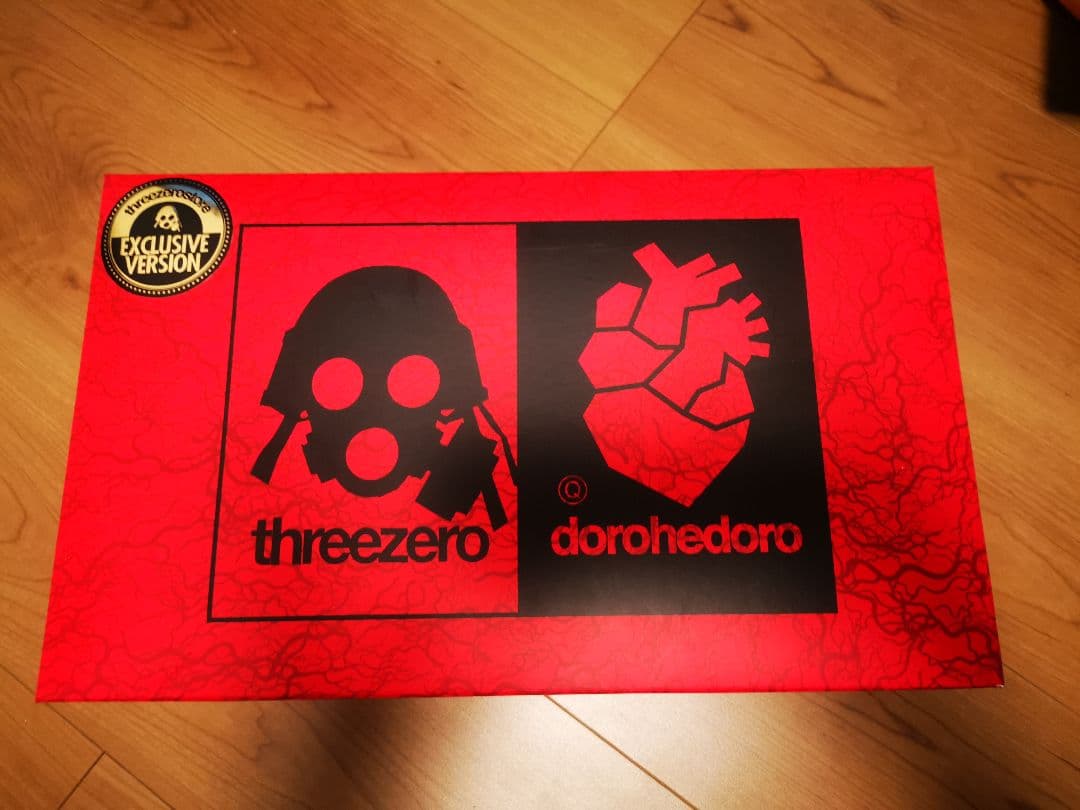 threezerostore
EXCLUSIVE
VERSION
threezero
Q
dorohedoro